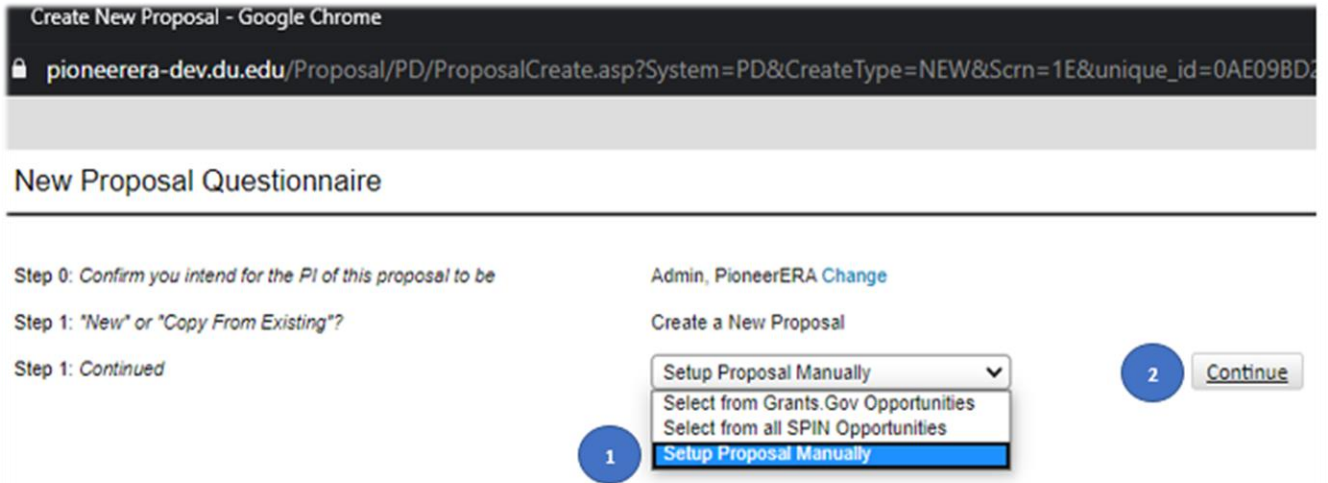 Create New Proposal - Google Chrome
pioneerera-dev.du.edu/Proposal/PD/ProposalCreate.asp?System=PD&CreateType=NEW&Scrn=1E&unique_id=0AE09BD2
New Proposal Questionnaire
Step 0: Confirm you intend for the PI of this proposal to be Admin, PioneerERA Change
Step 1: "New" or "Copy From Existing"? Create a New Proposal
Step 1: Continued Setup Proposal Manually 2 Continue
Select from Grants.Gov Opportunities
Select from all SPIN Opportunities
1 Setup Proposal Manually